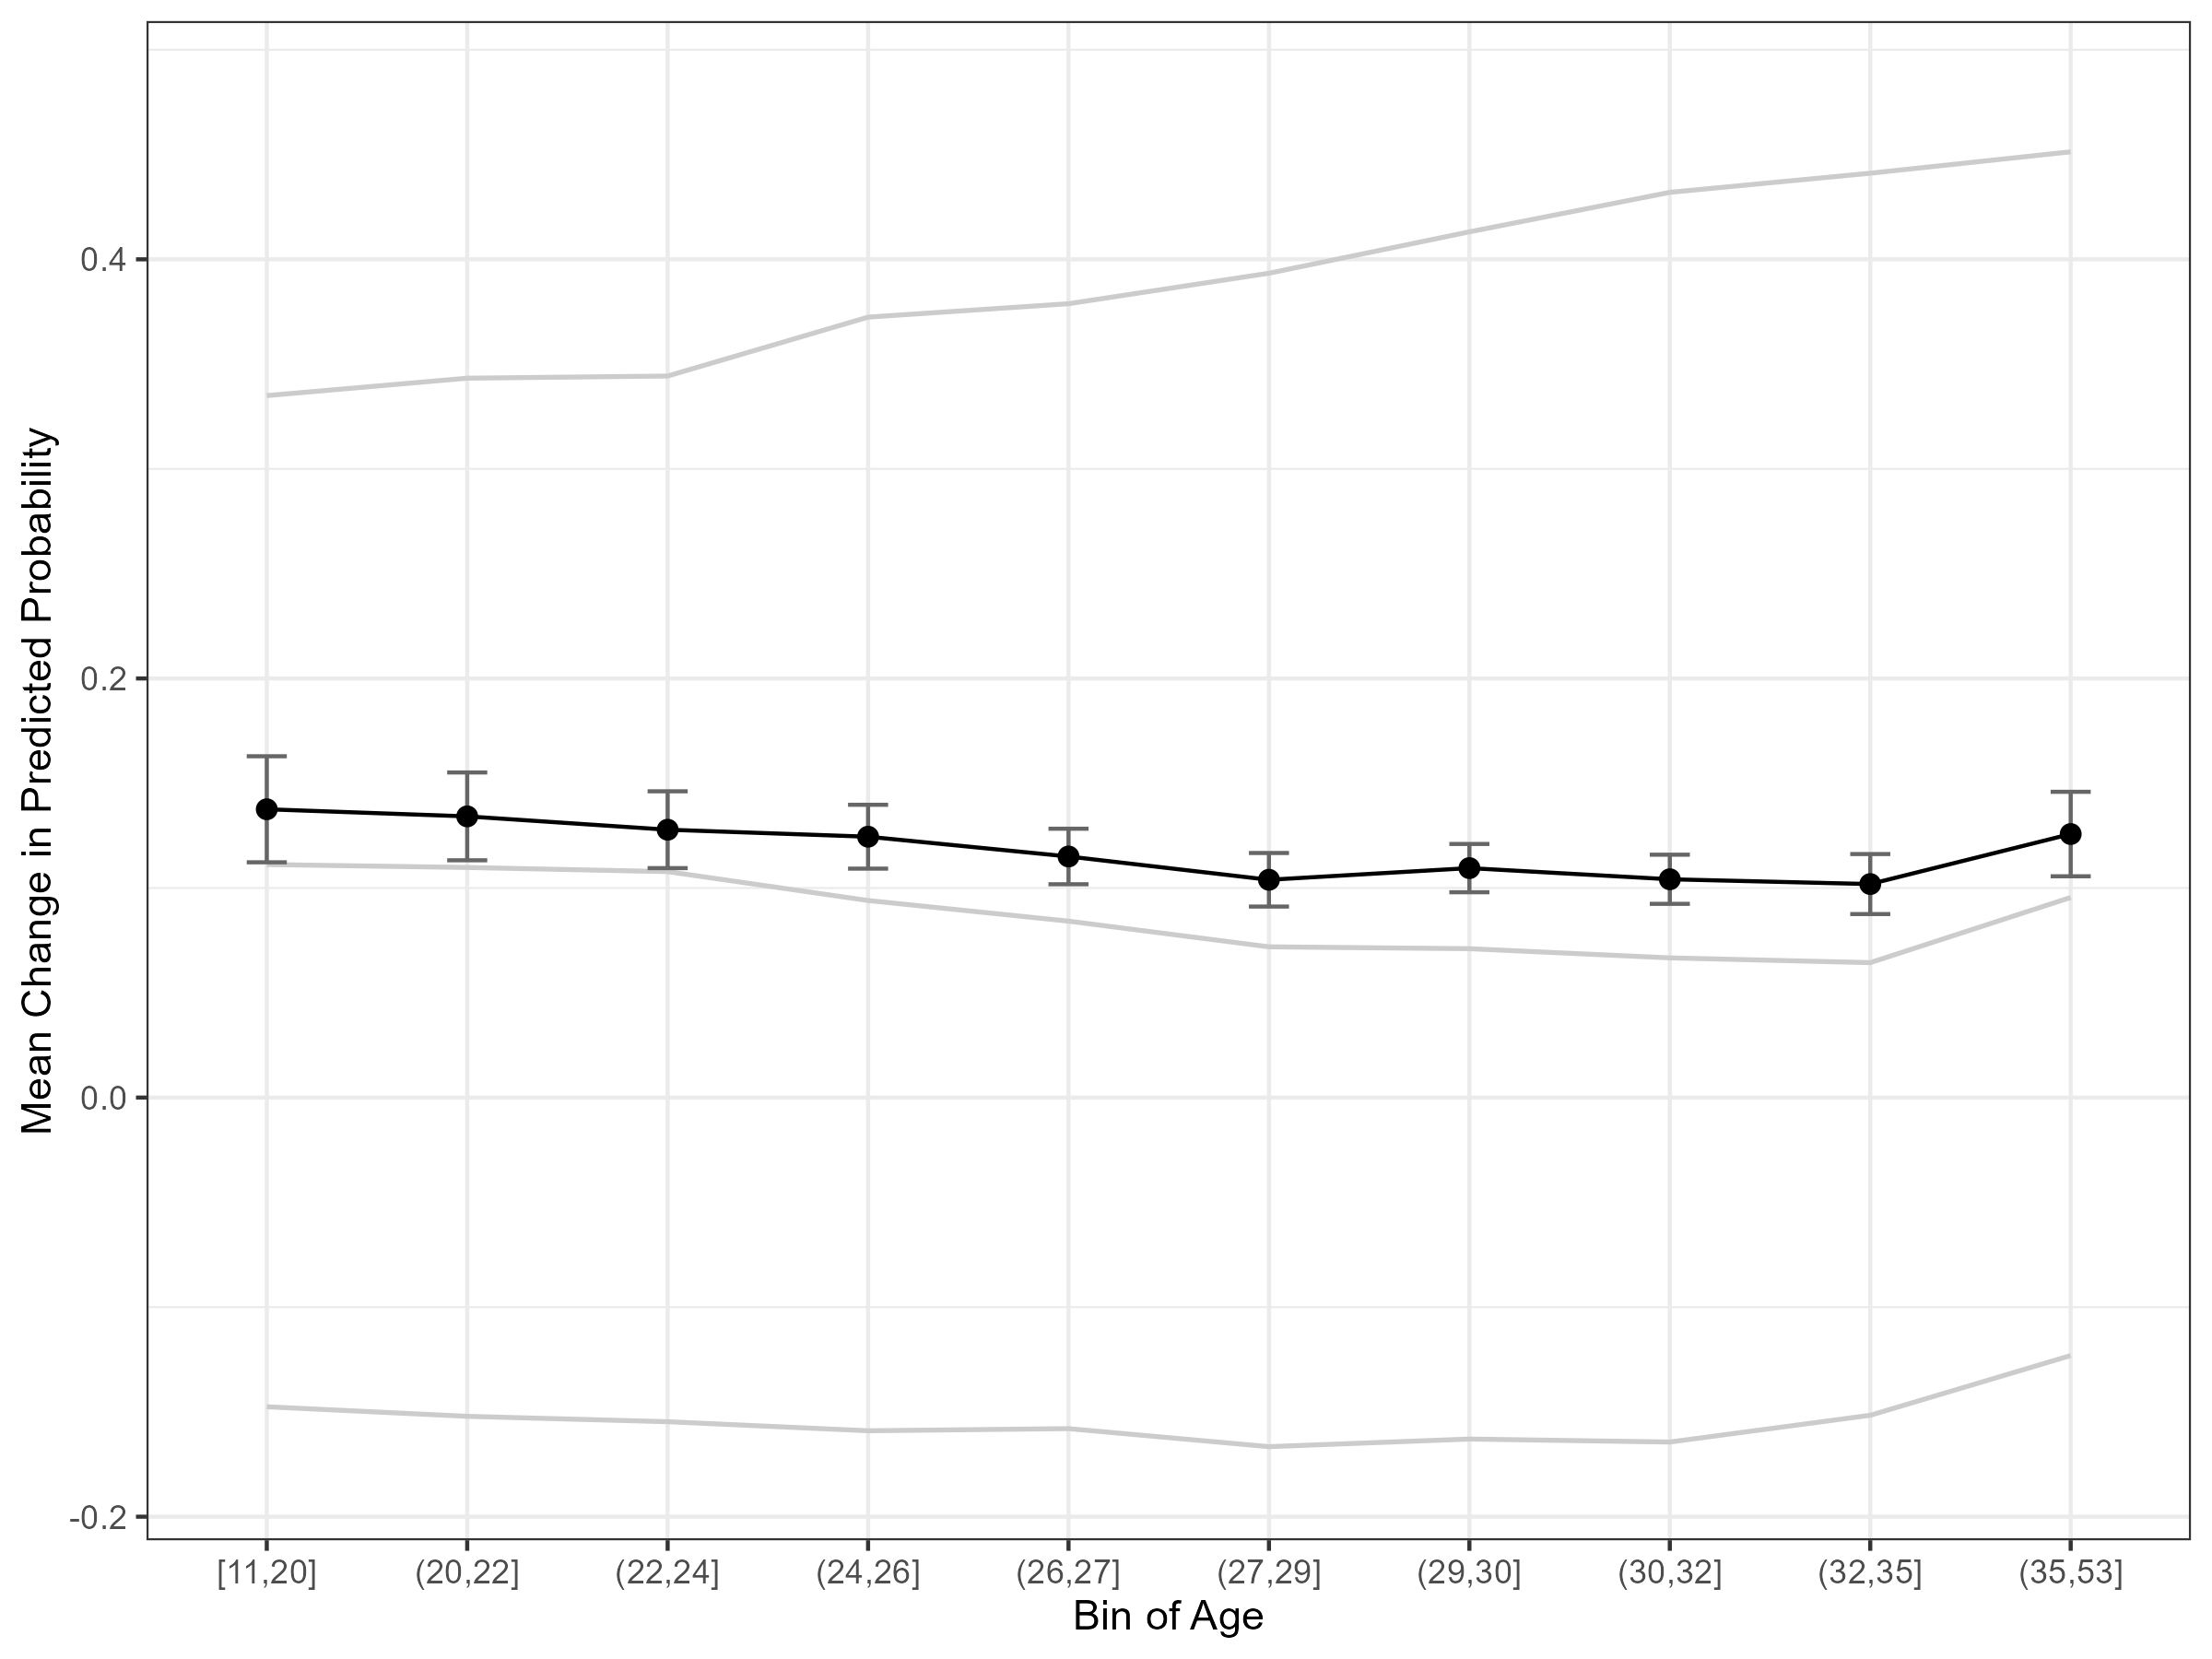 Mean Change in Predicted Probability
0.4
0.2
0.0
-0.2
[11,20] (20,22] (22,24] (24,26] (26,27] (27,29] (29,30] (30,32] (32,35] (35,53]
Bin of Age